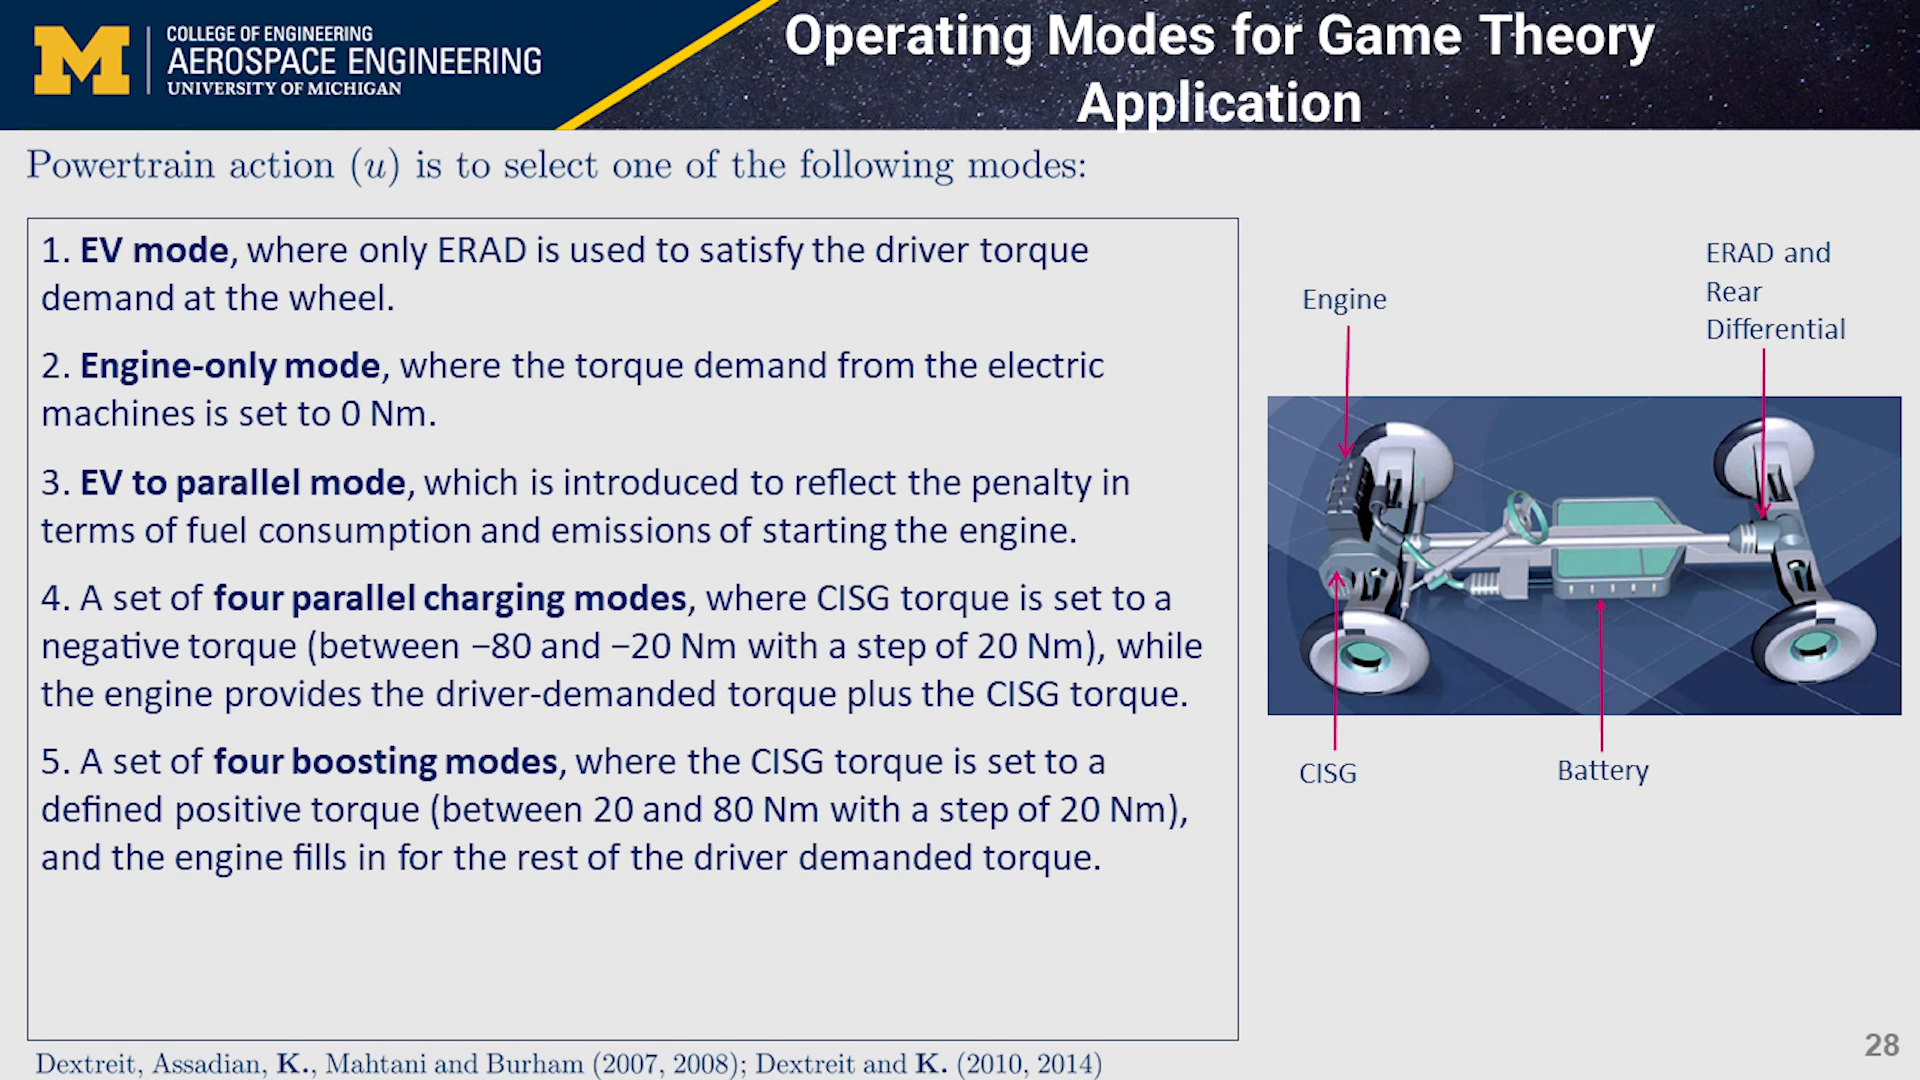 COLLEGE OF ENGINEERING
AEROSPACE ENGINEERING
UNIVERSITY OF MICHIGAN
Operating Modes for Game Theory
Application
Powertrain action (u) is to select one of the following modes:
1. EV mode, where only ERAD is used to satisfy the driver torque
demand at the wheel.
2. Engine-only mode, where the torque demand from the electric
machines is set to 0 Nm.
3. EV to parallel mode, which is introduced to reflect the penalty in
terms of fuel consumption and emissions of starting the engine.
4. A set of four parallel charging modes, where CISG torque is set to a
negative torque (between −80 and −20 Nm with a step of 20 Nm), while
the engine provides the driver-demanded torque plus the CISG torque.
5. A set of four boosting modes, where the CISG torque is set to a
defined positive torque (between 20 and 80 Nm with a step of 20 Nm),
and the engine fills in for the rest of the driver demanded torque.
Engine
ERAD and
Rear
Differential
CISG
Battery
Dextreit, Assadian, K., Mahtani and Burham (2007, 2008); Dextreit and K. (2010, 2014)
28